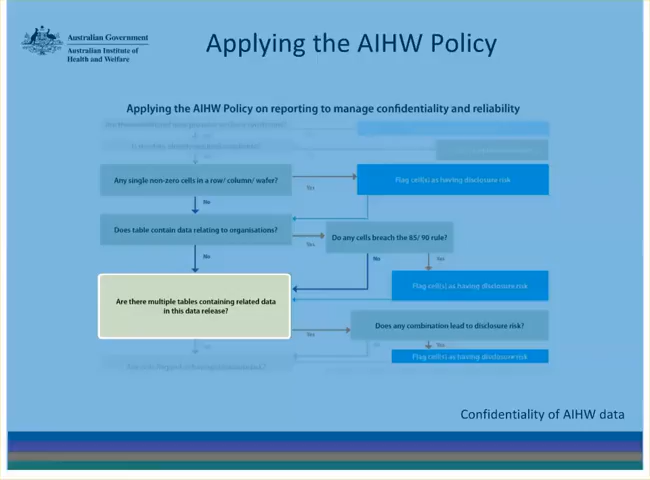 Australian Government
Australian Institute of
Health and Welfare
Applying the AIHW Policy
Applying the AIHW Policy on reporting to manage confidentiality and reliability
Any single non-zero cells in a row/ column/ wafer?
Yes
Flag cell(s) as having disclosure risk
No
Does table contain data relating to organisations?
Yes
Do any cells breach the 85/ 90 rule?
No
No
Yes
Flag cell(s) as having disclosure risk
Are there multiple tables containing related data
in this data release?
Yes
Does any combination lead to disclosure risk?
Yes
Flag cell(s) as having disclosure risk
Confidentiality of AIHW data